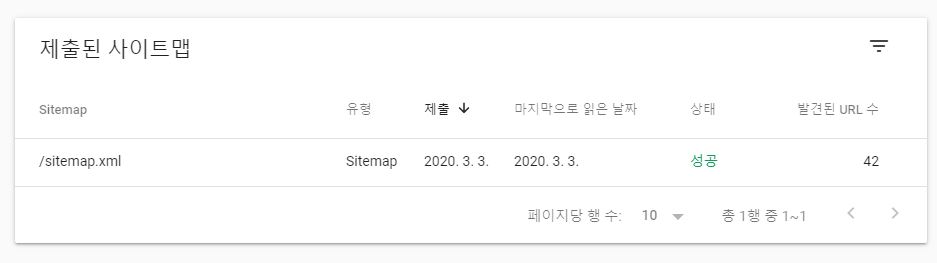 제출된 사이트맵
Sitemap 유형 제출 마지막으로 읽은 날짜 상태 발견된 URL 수
/sitemap.xml Sitemap 2020. 3. 3. 2020. 3. 3. 성공 42
페이지당 행 수: 10 총 1행 중 1~1